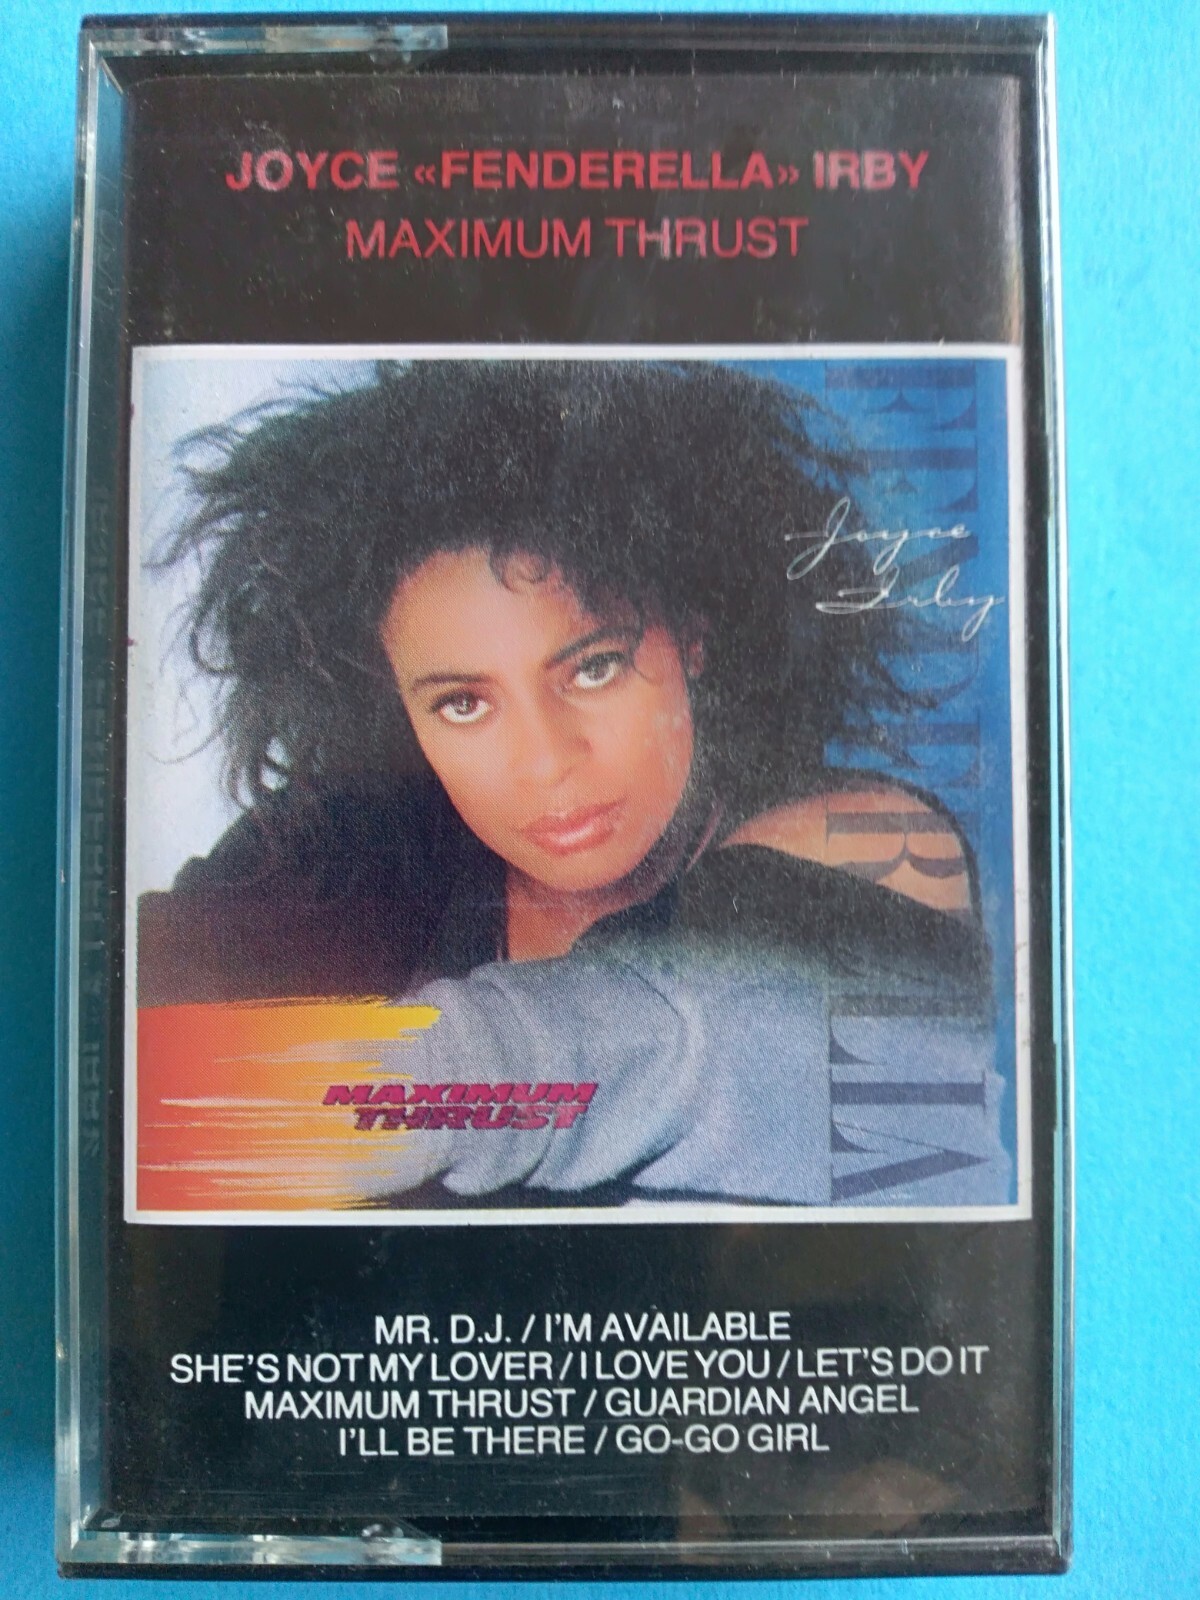 JOYCE «FENDERELLA» IRBY
MAXIMUM THRUST
Joyce
Irby
MAXIMUM
THRUST
MR. D.J. / I'M AVAILABLE
SHE'S NOT MY LOVER / I LOVE YOU / LET'S DO IT
MAXIMUM THRUST / GUARDIAN ANGEL
I'LL BE THERE / GO-GO GIRL